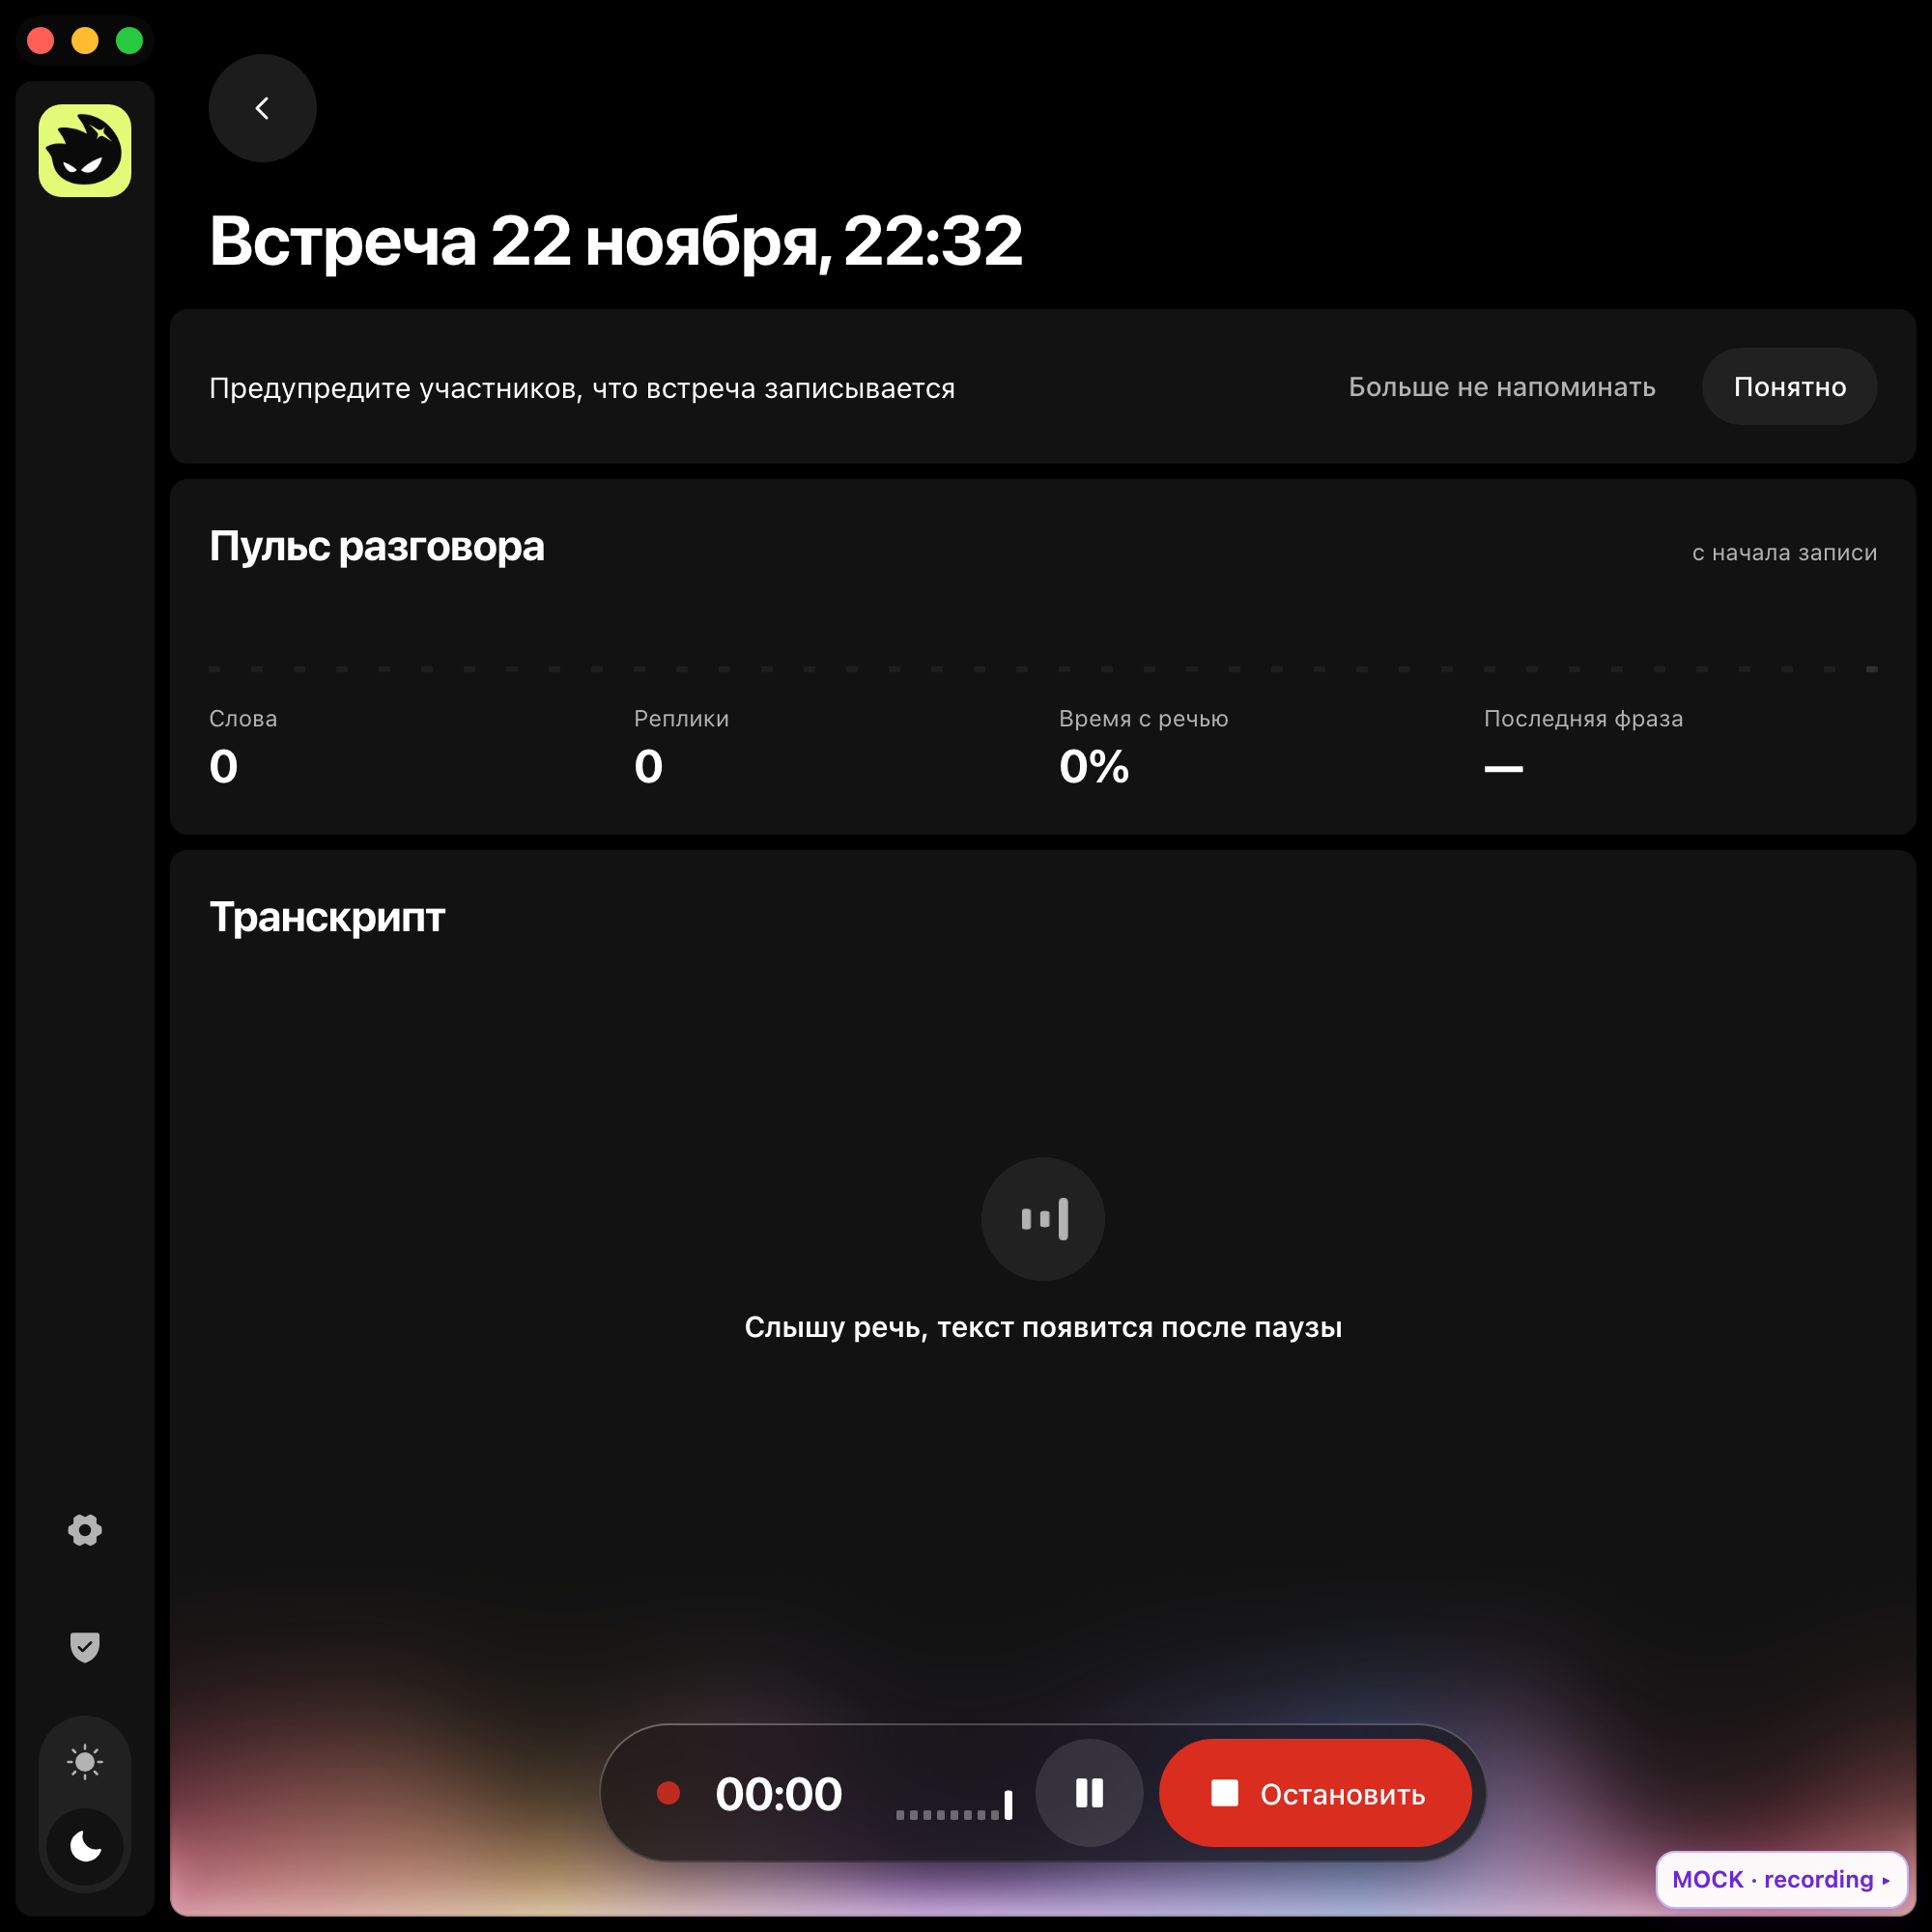 Встреча 22 ноября, 22:32
Предупредите участников, что встреча записывается
Больше не напоминать
Понятно
Пульс разговора
с начала записи
Слова
0
Реплики
0
Время с речью
0%
Последняя фраза
—
Транскрипт
Слышу речь, текст появится после паузы
00:00
Остановить
MOCK · recording ▸